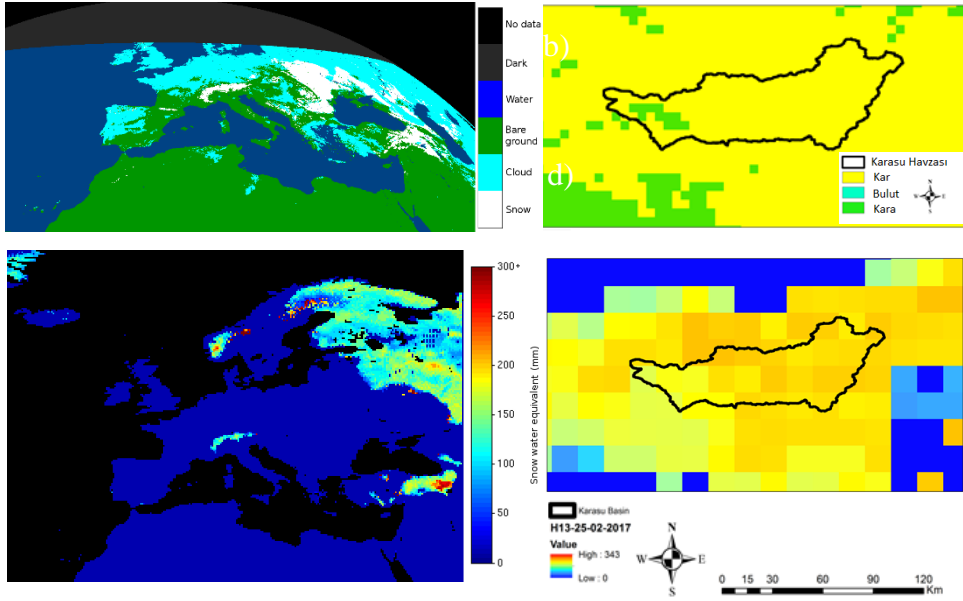 No data
Dark
Water
Bare
ground
Cloud
Snow
b)
d)
Karasu Havzası
Kar
Bulut
Kara
N
W
E
S
300+
250
200
150
100
50
0
Snow water equivalent (mm)
Karasu Basin
H13-25-02-2017
Value
High : 343
Low : 0
N
W
E
S
0 15 30 60 90 120
Km